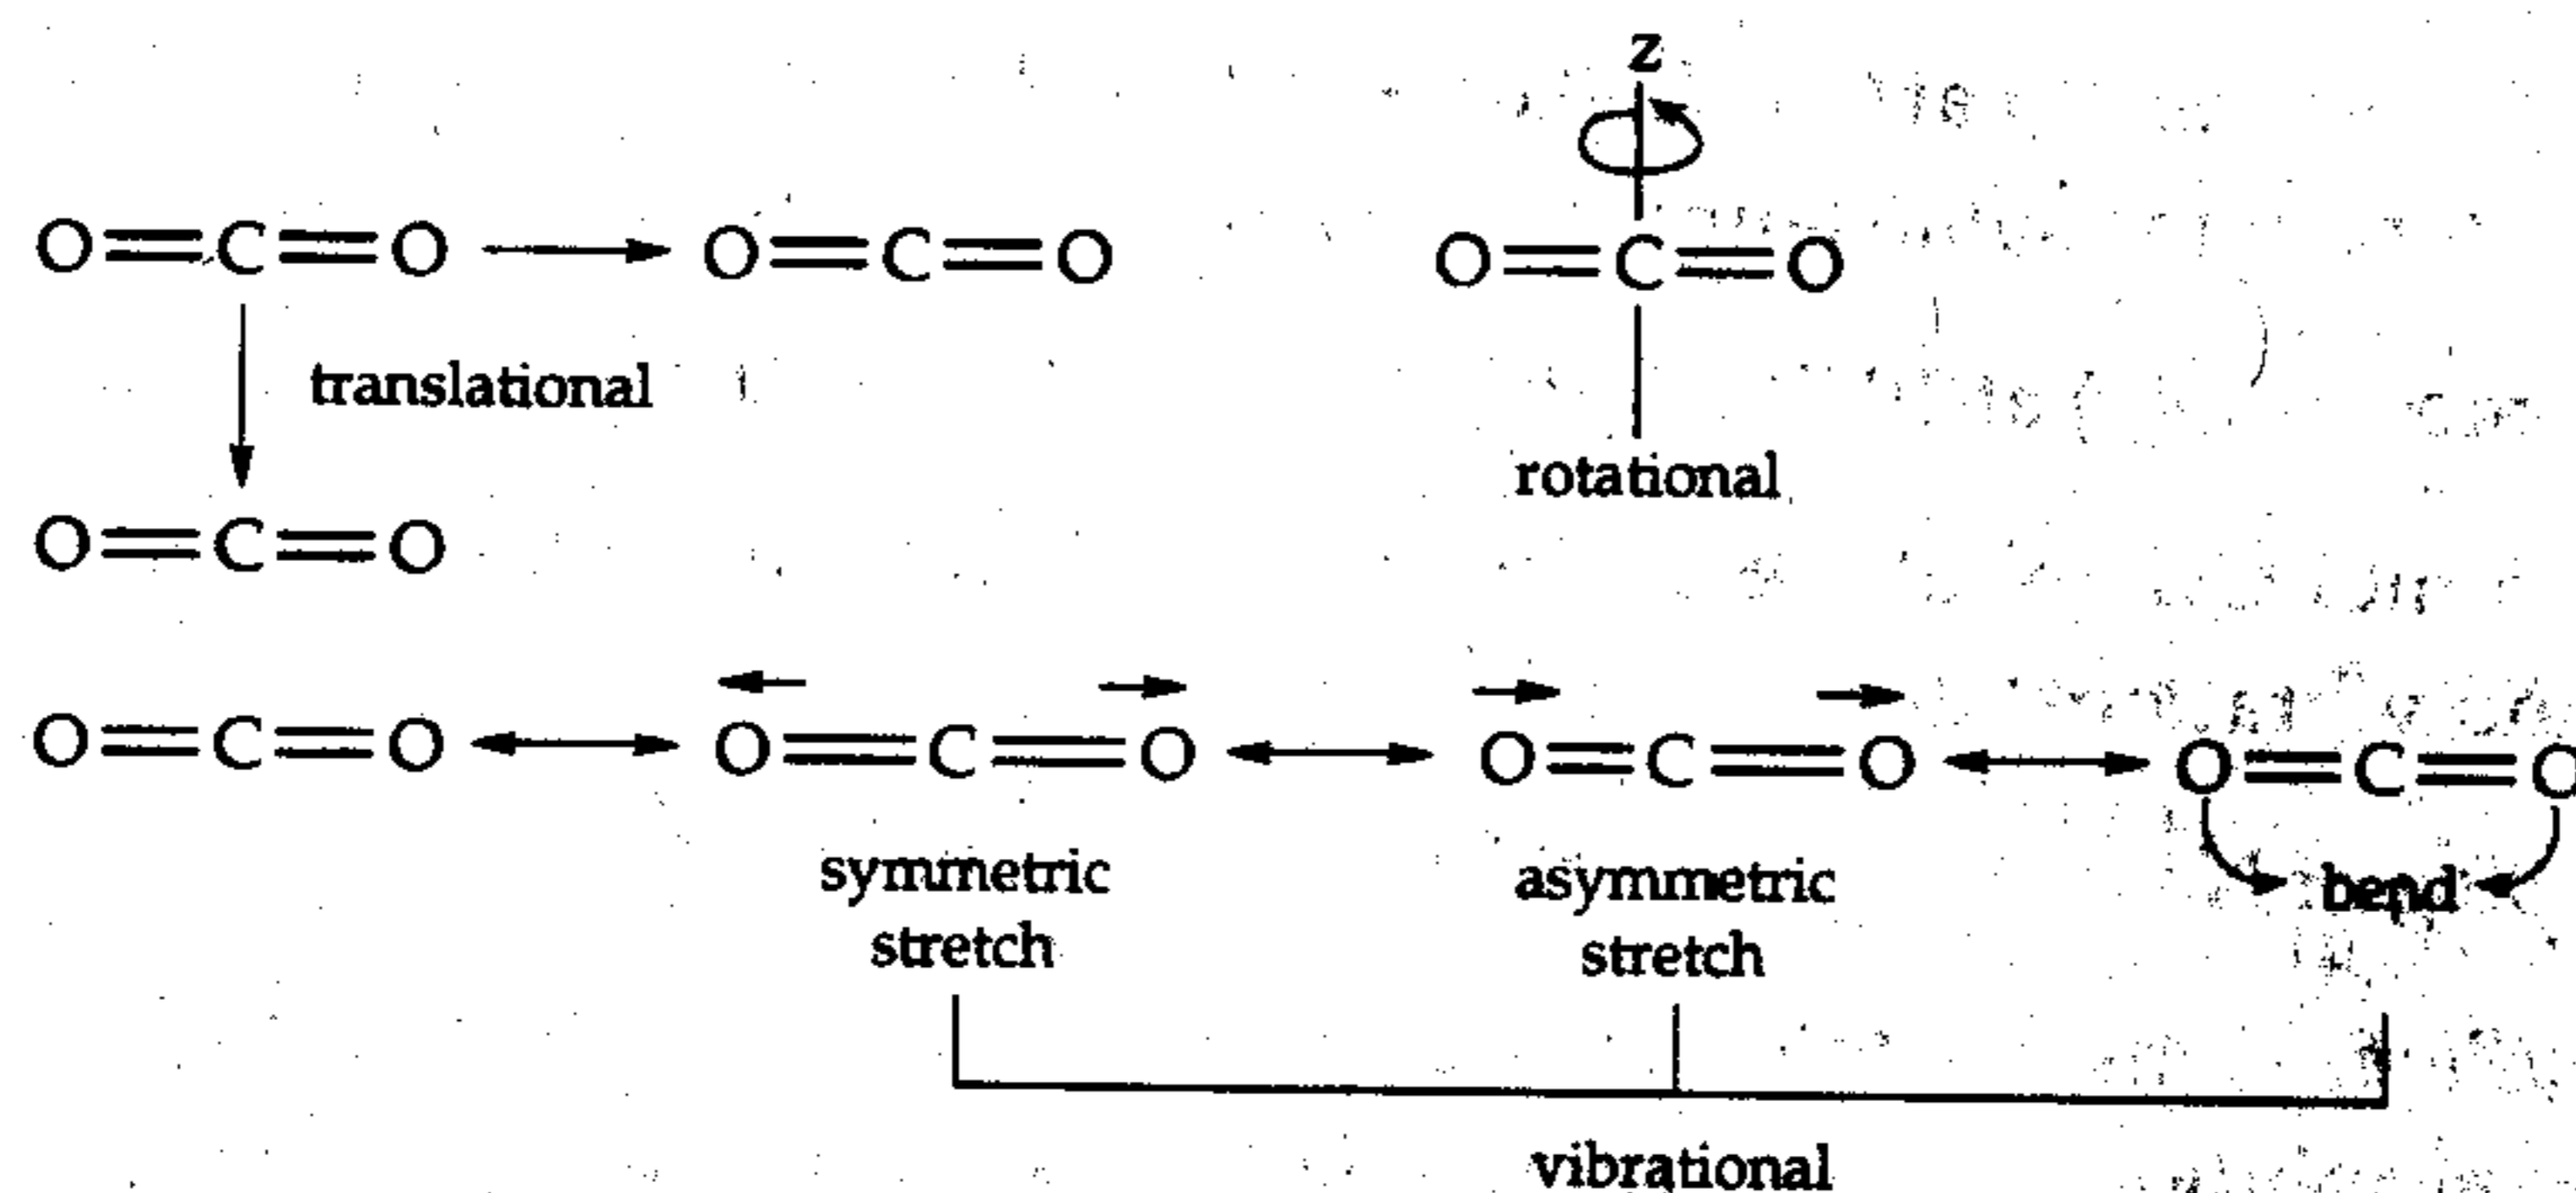 z
O=C=O → O=C=O
O=C=O
translational
rotational
O=C=O
O=C=O ↔ O=C=O ↔ O=C=O ↔ O=C=O
symmetric
stretch
asymmetric
stretch
bend
vibrational